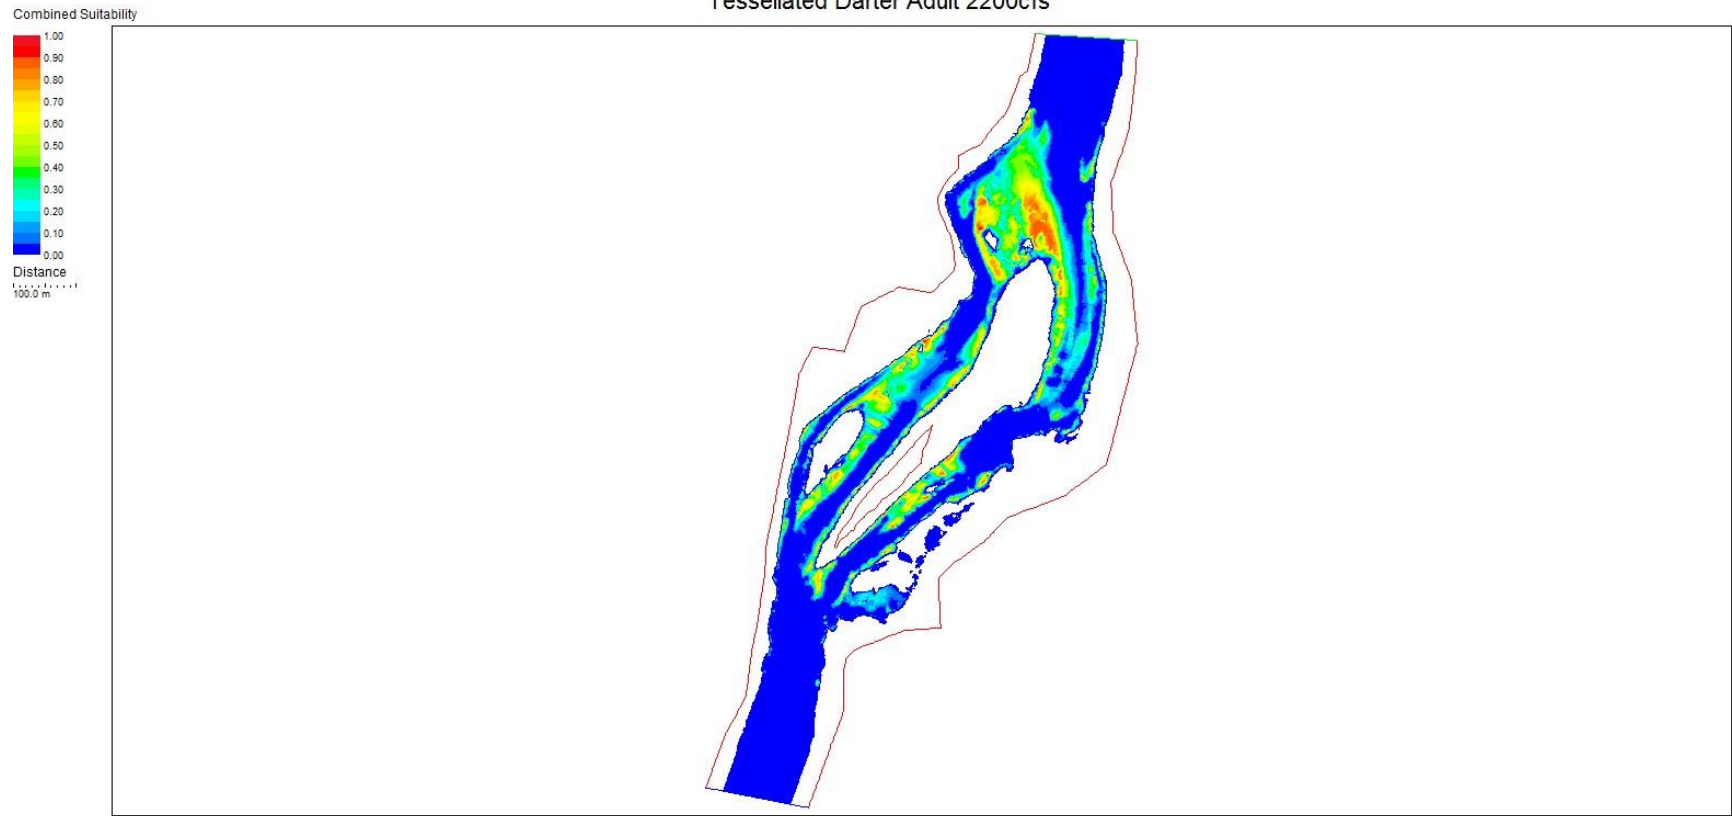 Tessellated Darter Adult 2200cfs
Combined Suitability
1.00
0.90
0.80
0.70
0.60
0.50
0.40
0.30
0.20
0.10
0.00
Distance
100.0 m